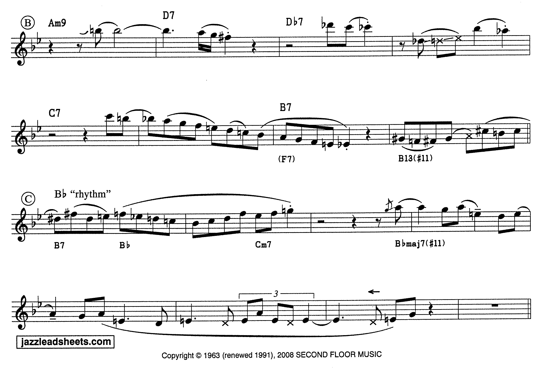 B Am9 D7 D♭7
C7 B7
(F7) B13(♯11)
C B♭ “rhythm”
B7 B♭ Cm7 B♭maj7(♯11)
3
jazzleadsheets.com
Copyright © 1963 (renewed 1991), 2008 SECOND FLOOR MUSIC